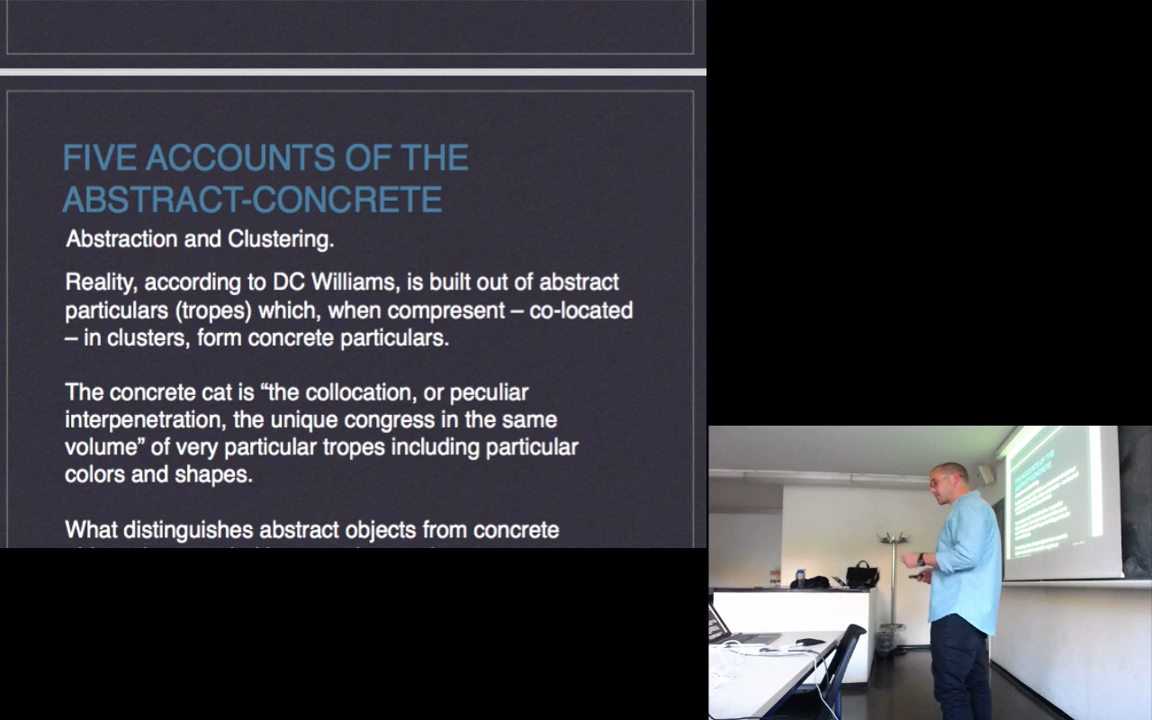 FIVE ACCOUNTS OF THE
ABSTRACT-CONCRETE
Abstraction and Clustering.
Reality, according to DC Williams, is built out of abstract
particulars (tropes) which, when compresent – co-located
– in clusters, form concrete particulars.
The concrete cat is “the collocation, or peculiar
interpenetration, the unique congress in the same
volume” of very particular tropes including particular
colors and shapes.
What distinguishes abstract objects from concrete